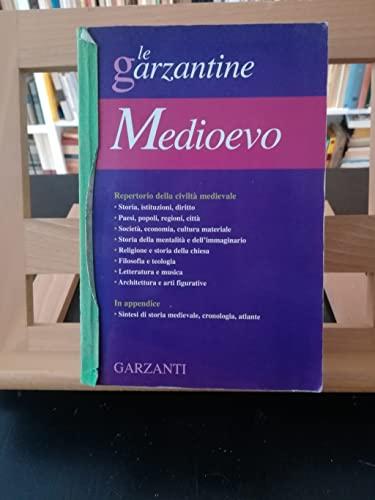 le
garzantine
Medioevo
Repertorio della civiltà medievale
• Storia, istituzioni, diritto
• Paesi, popoli, regioni, città
• Società, economia, cultura materiale
• Storia della mentalità e dell'immaginario
• Religione e storia della chiesa
• Filosofia e teologia
• Letteratura e musica
• Architettura e arti figurative
In appendice
• Sintesi di storia medievale, cronologia, atlante
GARZANTI